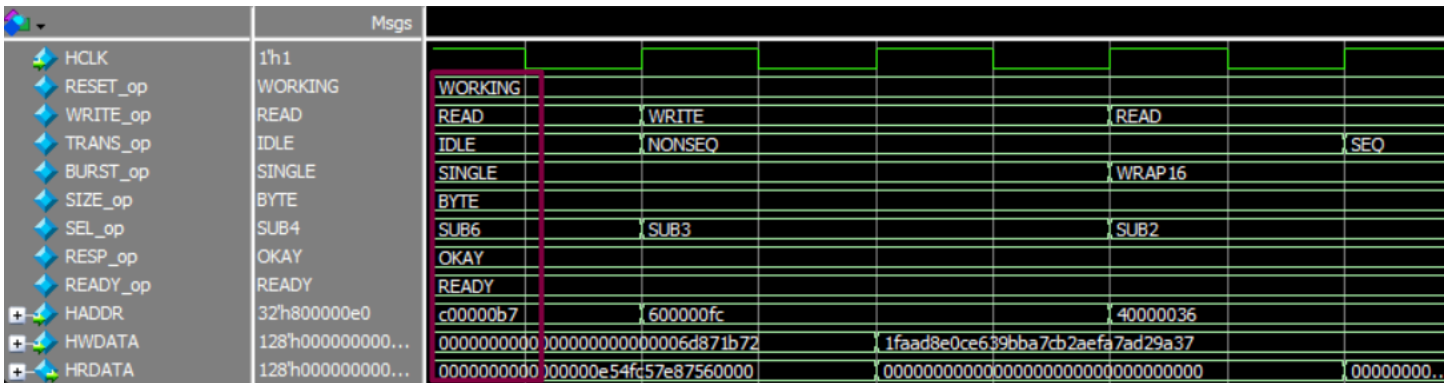 Msgs
HCLK 1'h1
RESET_op WORKING WORKING
WRITE_op READ READ WRITE READ
TRANS_op IDLE IDLE NONSEQ SEQ
BURST_op SINGLE SINGLE WRAP16
SIZE_op BYTE BYTE
SEL_op SUB4 SUB6 SUB3 SUB2
RESP_op OKAY OKAY
READY_op READY READY
HADDR 32'h800000e0 c00000b7 600000fc 40000036
HWDATA 128'h000000000... 1faad8e0ce639bba7cb2aefa7ad29a37
HRDATA 128'h000000000... 00000000000000000000000000000000 00000000..